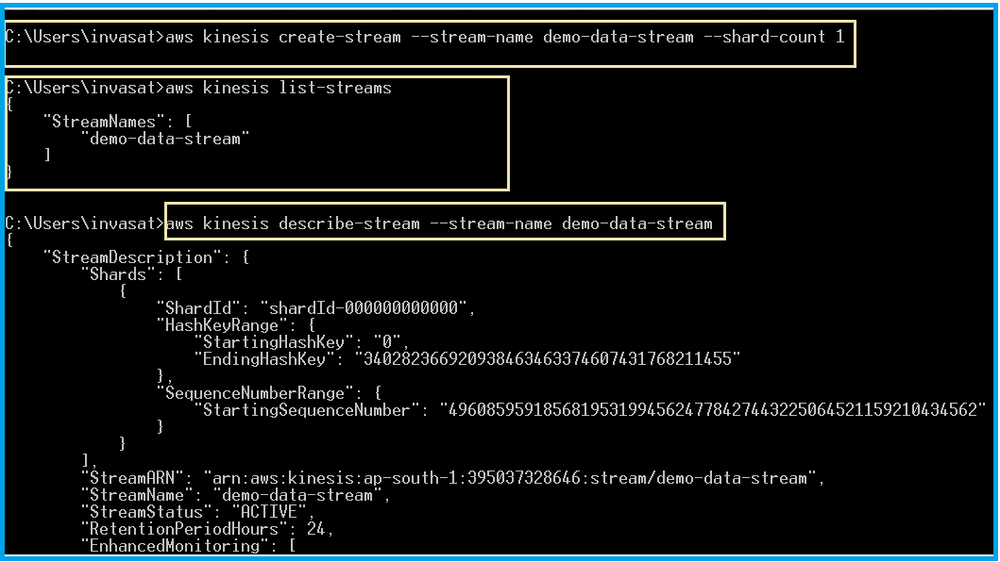 C:\Users\invasat>aws kinesis create-stream --stream-name demo-data-stream --shard-count 1
C:\Users\invasat>aws kinesis list-streams
{
    "StreamNames": [
        "demo-data-stream"
    ]
}
C:\Users\invasat>aws kinesis describe-stream --stream-name demo-data-stream
{
    "StreamDescription": {
        "Shards": [
            {
                "ShardId": "shardId-000000000000",
                "HashKeyRange": {
                    "StartingHashKey": "0",
                    "EndingHashKey": "340282366920938463463374607431768211455"
                },
                "SequenceNumberRange": {
                    "StartingSequenceNumber": "49608595918568195319945624778427443225064521159210434562"
                }
            }
        ],
        "StreamARN": "arn:aws:kinesis:ap-south-1:395037328646:stream/demo-data-stream",
        "StreamName": "demo-data-stream",
        "StreamStatus": "ACTIVE",
        "RetentionPeriodHours": 24,
        "EnhancedMonitoring": [